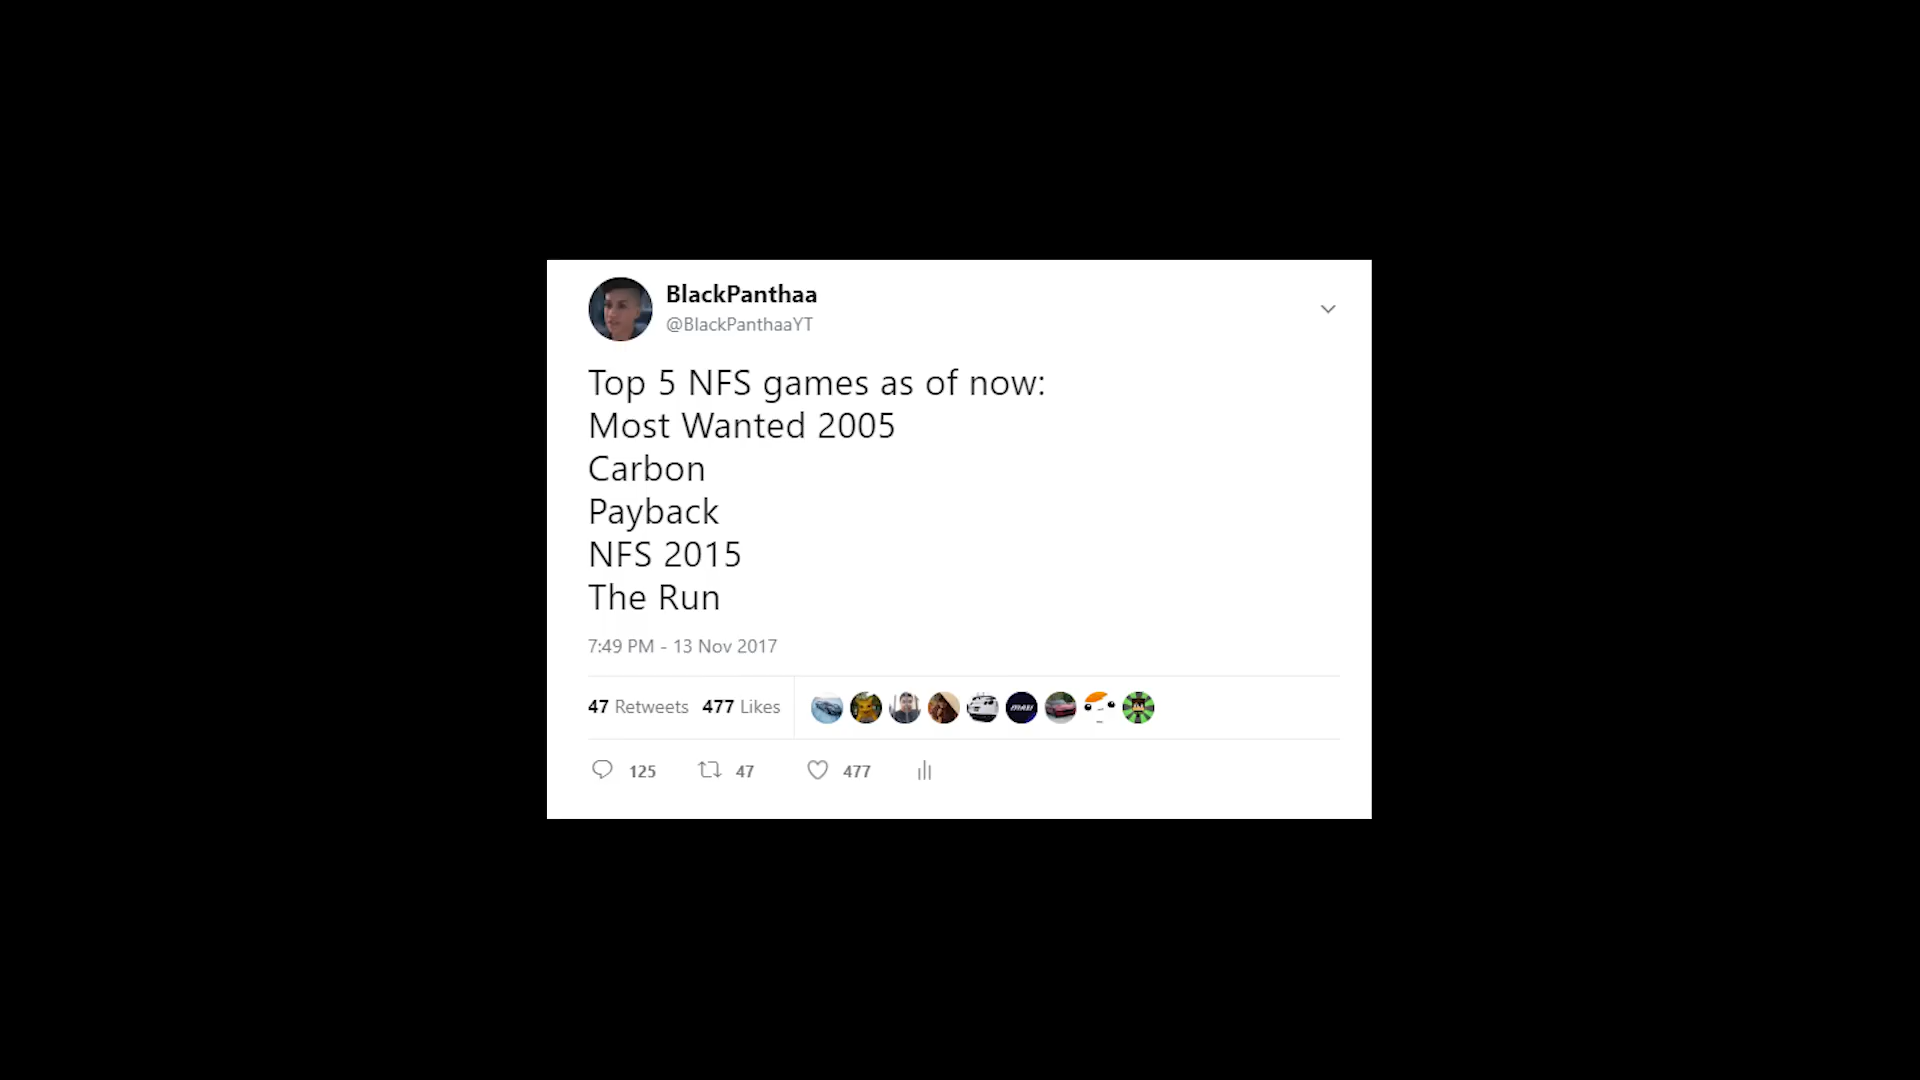 BlackPanthaa
@BlackPanthaaYT
Top 5 NFS games as of now:
Most Wanted 2005
Carbon
Payback
NFS 2015
The Run
7:49 PM - 13 Nov 2017
47 Retweets 477 Likes
125 47 477